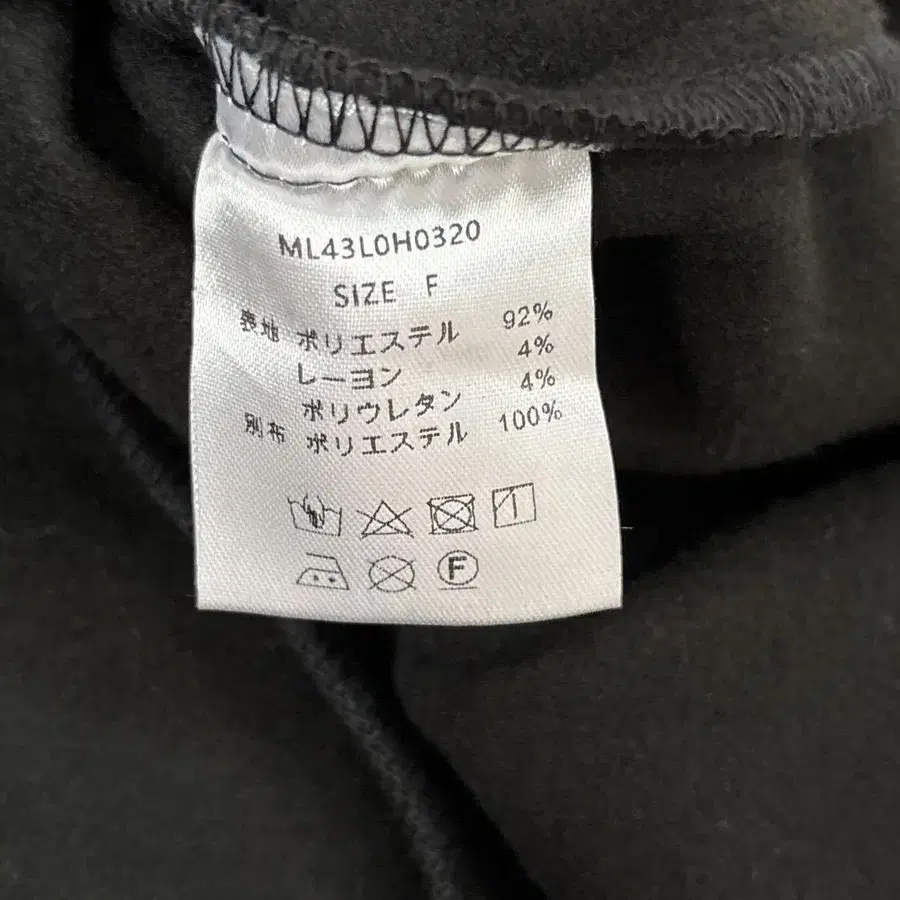 ML43L0H0320
SIZE F
表地 ポリエステル 92%
レーヨン 4%
ポリウレタン 4%
別布 ポリエステル 100%
F